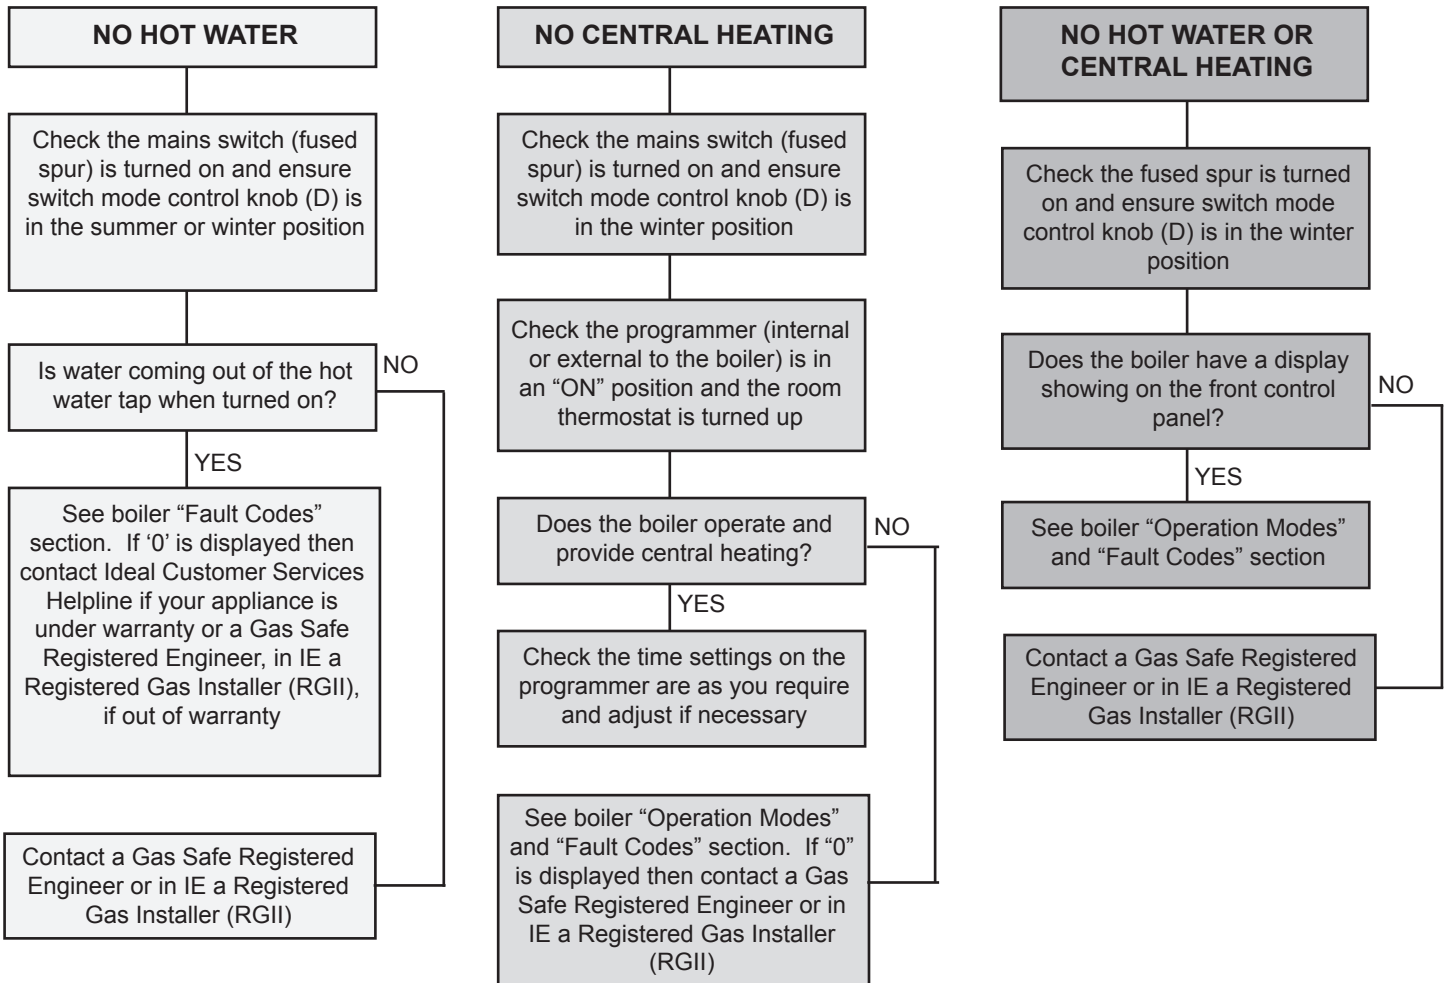 NO HOT WATER
Check the mains switch (fused
spur) is turned on and ensure
switch mode control knob (D) is
in the summer or winter position
Is water coming out of the hot
water tap when turned on?
NO
YES
See boiler “Fault Codes”
section.  If ‘0’ is displayed then
contact Ideal Customer Services
Helpline if your appliance is
under warranty or a Gas Safe
Registered Engineer, in IE a
Registered Gas Installer (RGII),
if out of warranty
Contact a Gas Safe Registered
Engineer or in IE a Registered
Gas Installer (RGII)
NO CENTRAL HEATING
Check the mains switch (fused
spur) is turned on and ensure
switch mode control knob (D) is
in the winter position
Check the programmer (internal
or external to the boiler) is in
an “ON” position and the room
thermostat is turned up
Does the boiler operate and
provide central heating?
NO
YES
Check the time settings on the
programmer are as you require
and adjust if necessary
See boiler “Operation Modes”
and “Fault Codes” section.  If “0”
is displayed then contact a Gas
Safe Registered Engineer or in
IE a Registered Gas Installer
(RGII)
NO HOT WATER OR
CENTRAL HEATING
Check the fused spur is turned
on and ensure switch mode
control knob (D) is in the winter
position
Does the boiler have a display
showing on the front control
panel?
NO
YES
See boiler “Operation Modes”
and “Fault Codes” section
Contact a Gas Safe Registered
Engineer or in IE a Registered
Gas Installer (RGII)